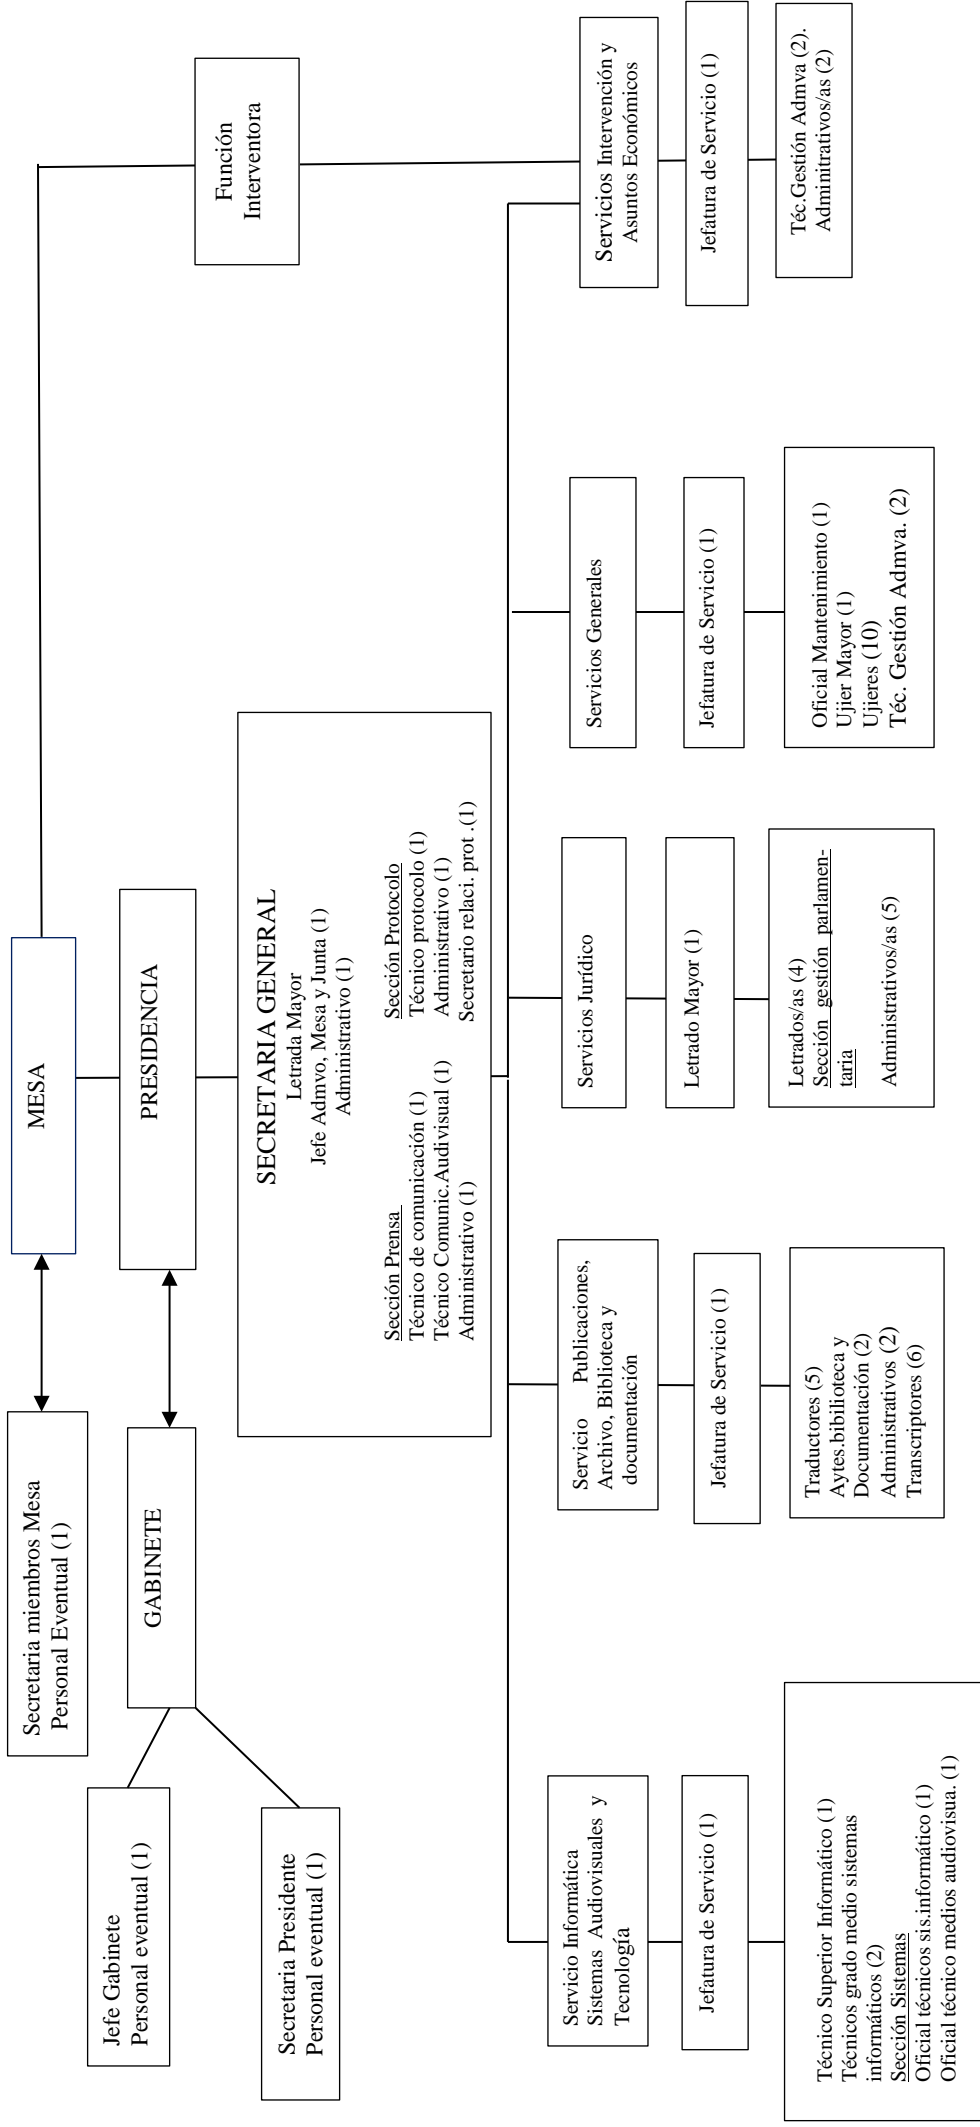 MESA
Secretaria miembros Mesa
Personal Eventual (1)
PRESIDENCIA
GABINETE
Jefe Gabinete
Personal eventual (1)
Secretaria Presidente
Personal eventual (1)
Función
Interventora
SECRETARIA GENERAL
Letrada Mayor
Jefe Admvo, Mesa y Junta (1)
Administrativo (1)
Sección Prensa
Técnico de comunicación (1)
Técnico Comunic.Audivisual (1)
Administrativo (1)
Sección Protocolo
Técnico protocolo (1)
Administrativo (1)
Secretario relaci. prot .(1)
Servicio Informática
Sistemas Audiovisuales y
Tecnología
Jefatura de Servicio (1)
Técnico Superior Informático (1)
Técnicos grado medio sistemas
informáticos (2)
Sección Sistemas
Oficial técnicos sis.informático (1)
Oficial técnico medios audiovisua. (1)
Servicio Publicaciones,
Archivo, Biblioteca y
documentación
Jefatura de Servicio (1)
Traductores (5)
Aytes.bibilioteca y
Documentación (2)
Administrativos (2)
Transcriptores (6)
Servicios Jurídico
Letrado Mayor (1)
Letrados/as (4)
Sección gestión parlamen-
taria
Administrativos/as (5)
Servicios Generales
Jefatura de Servicio (1)
Oficial Mantenimiento (1)
Ujier Mayor (1)
Ujieres (10)
Téc. Gestión Admva. (2)
Servicios Intervención y
Asuntos Económicos
Jefatura de Servicio (1)
Téc.Gestión Admva (2).
Adminitrativos/as (2)